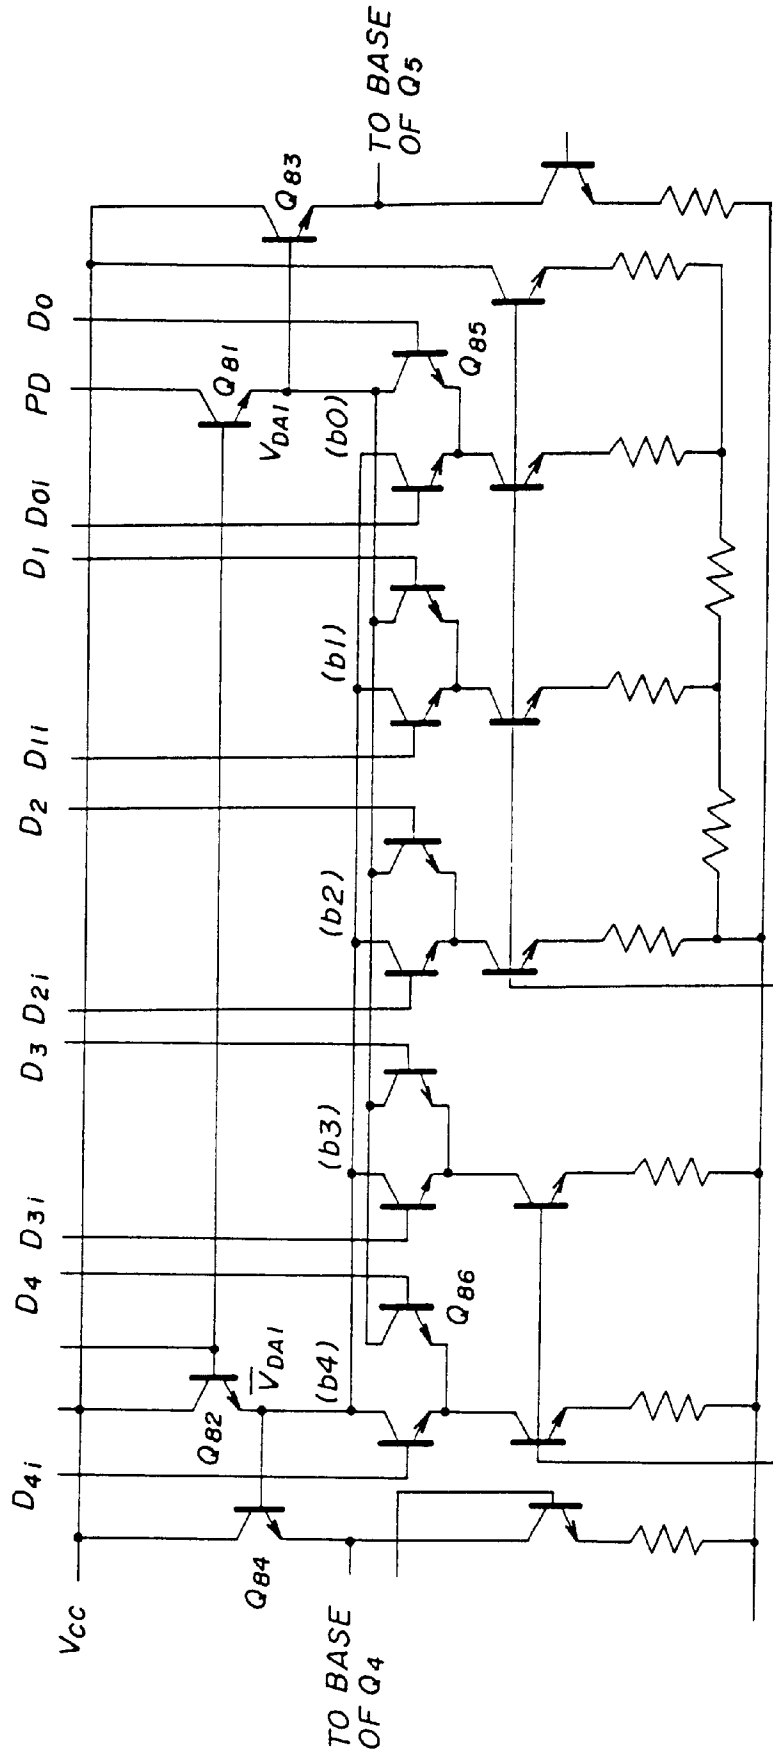 Vcc
D4i
D4
D3i
D3
D2i
D2
D1i
D1
D01
PD
D0
Q84
Q82
Q81
Q83
V̅DA1
VDA1
(b4)
(b3)
(b2)
(b1)
(b0)
Q86
Q85
TO BASE
OF Q4
TO BASE
OF Q5